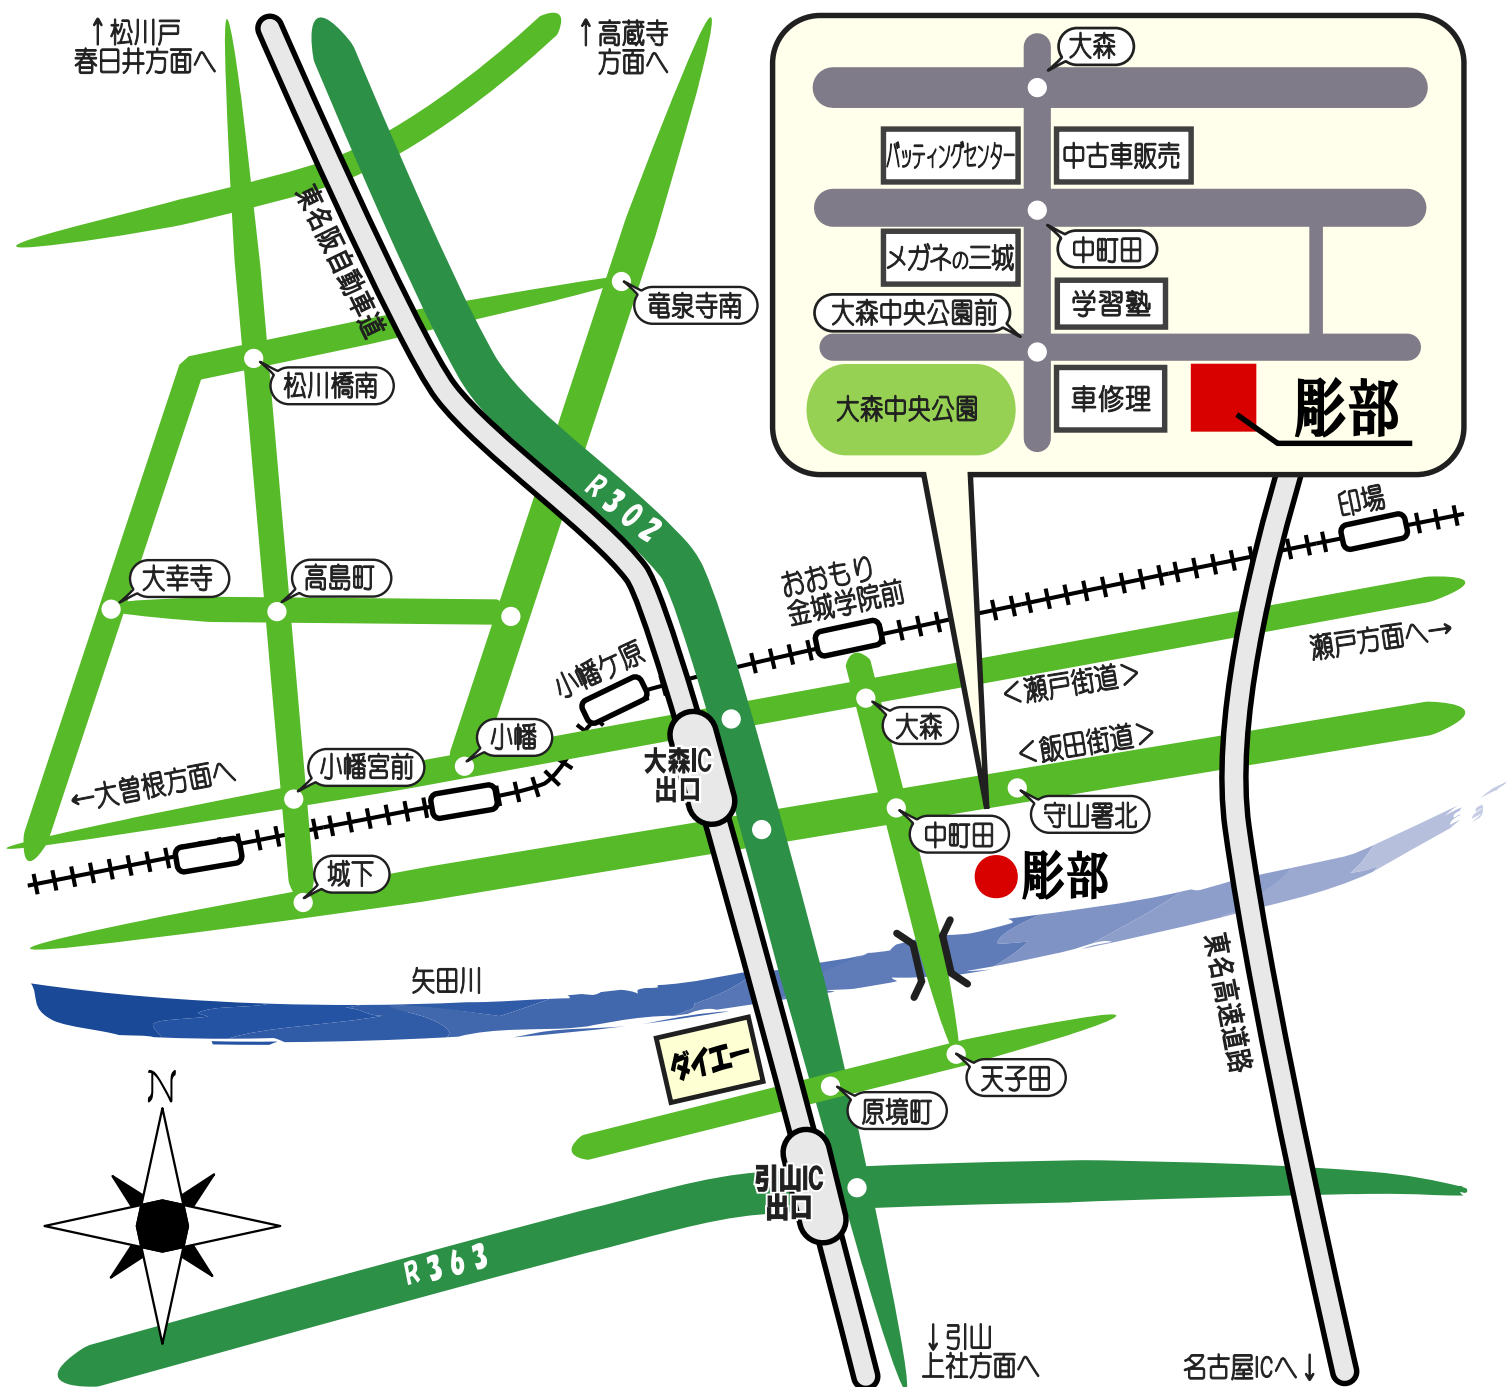 ↑松川戸
春日井方面へ
↑高蔵寺
方面へ
大森
バッティングセンター
中古車販売
メガネの三城
中町田
大森中央公園前
学習塾
大森中央公園
車修理
彫部
東名阪自動車道
竜泉寺南
松川橋南
R302
印場
大幸寺
高島町
おおもり
金城学院前
瀬戸方面へ→
小幡ケ原
<瀬戸街道>
大森
小幡
<飯田街道>
大森IC
出口
小幡宮前
←大曽根方面へ
守山署北
中町田
城下
彫部
矢田川
東名高速道路
ダイエー
天子田
原境町
N
引山IC
出口
R363
↓引山
上社方面へ
名古屋ICへ↓